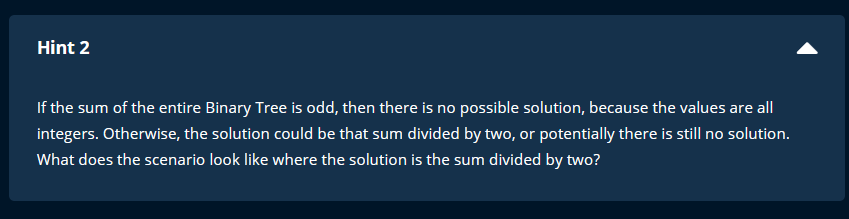 Hint 2
If the sum of the entire Binary Tree is odd, then there is no possible solution, because the values are all
integers. Otherwise, the solution could be that sum divided by two, or potentially there is still no solution.
What does the scenario look like where the solution is the sum divided by two?